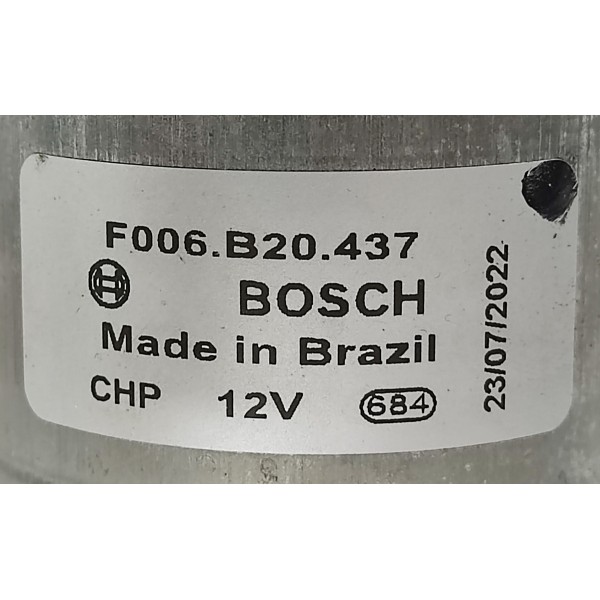 F006.B20.437
BOSCH
Made in Brazil
CHP 12V 684
23/07/2022